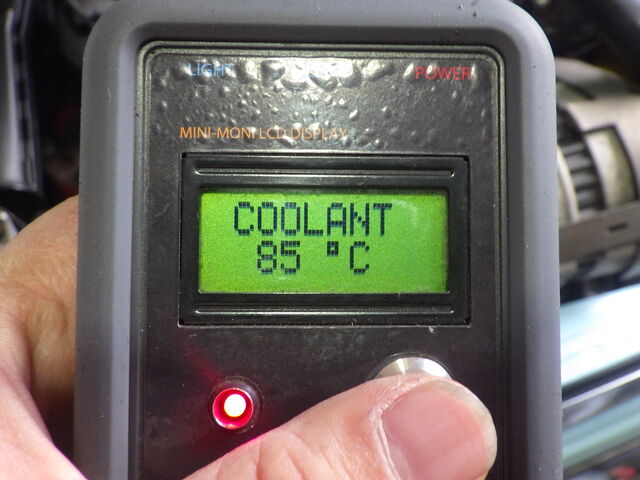 LIGHT POWER
MINI-MONI LCD DISPLAY
COOLANT
85 °C